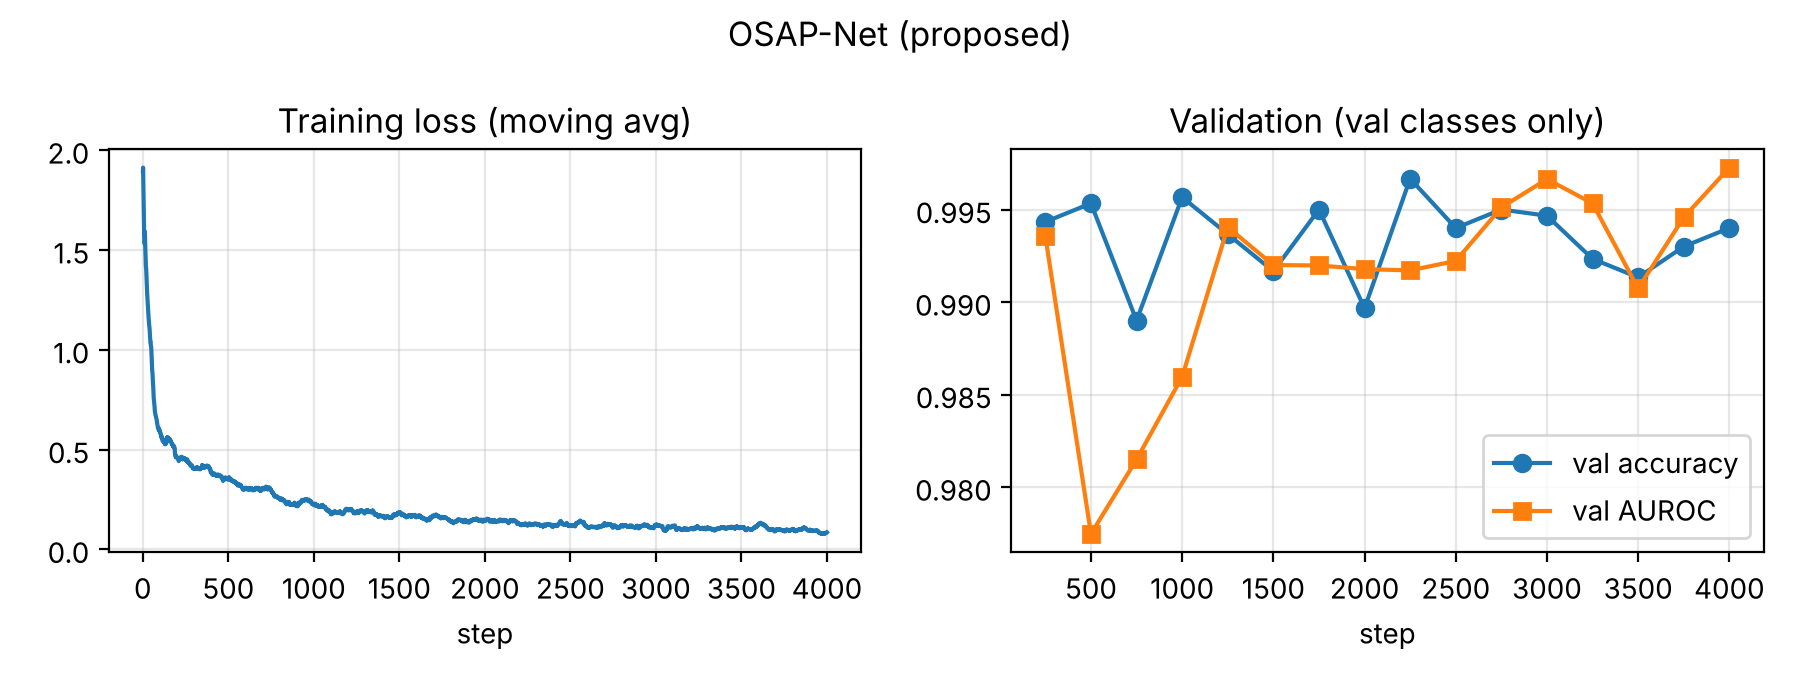 OSAP-Net (proposed)
Training loss (moving avg)
2.0
1.5
1.0
0.5
0.0
0 500 1000 1500 2000 2500 3000 3500 4000
step
Validation (val classes only)
0.995
0.990
0.985
0.980
val accuracy
val AUROC
500 1000 1500 2000 2500 3000 3500 4000
step